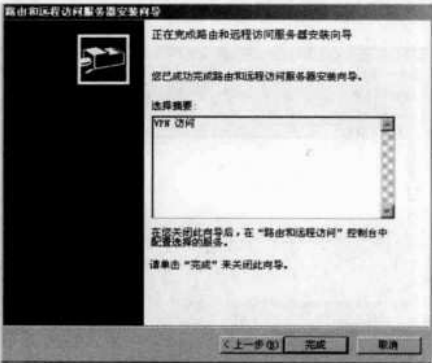 路由和远程访问服务器安装向导
正在完成路由和远程访问服务器安装向导
您已成功完成路由和远程访问服务器安装向导。
选择摘要:
VPN 访问
在您关闭此向导后，在“路由和远程访问”控制台中
配置选择的服务。
请单击“完成”来关闭此向导。
<上一步(B)
完成
取消